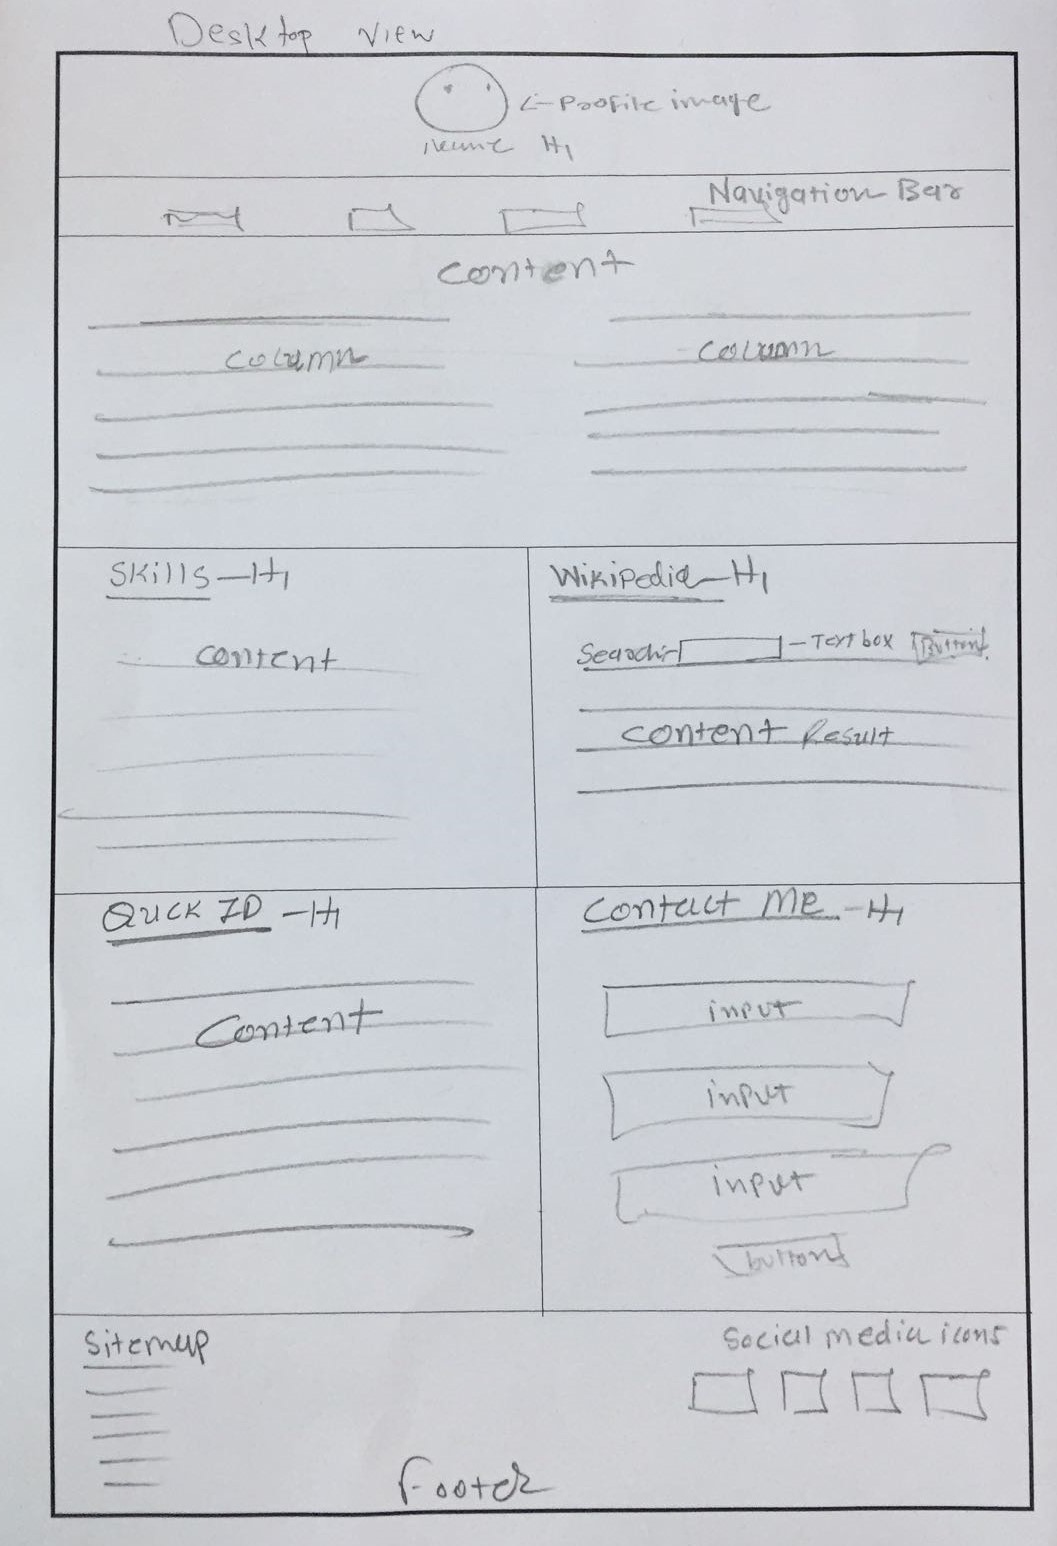 Desktop view
<- Profile image
Name H1
Navigation Bar
Content
Column
Column
Skills - H1
Content
Wikipedia - H1
Search - Text box Button
Content Result
Quck ID - H1
Content
Contact Me - H1
input
input
input
button
Sitemap
Social media icons
Footer